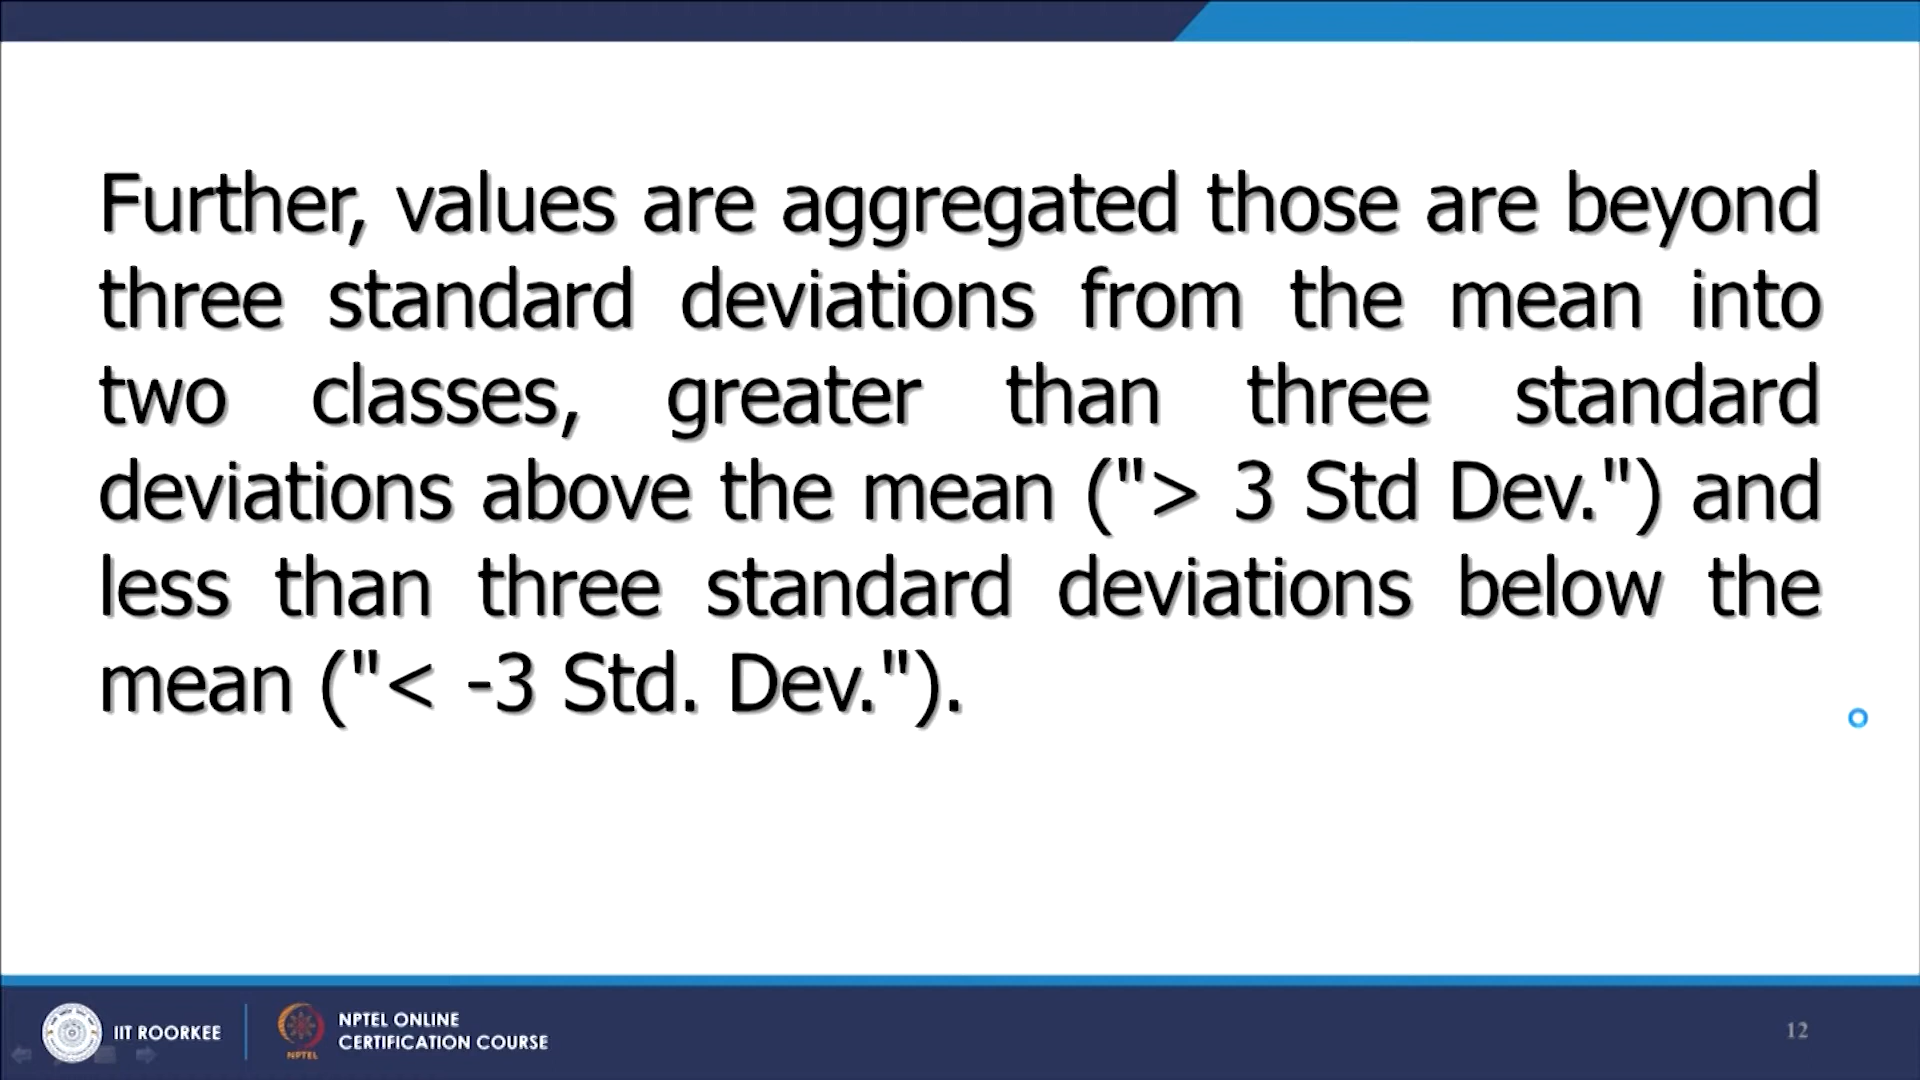 Further, values are aggregated those are beyond
three standard deviations from the mean into
two classes, greater than three standard
deviations above the mean ("> 3 Std Dev.") and
less than three standard deviations below the
mean ("< -3 Std. Dev.").
IIT ROORKEE
NPTEL
NPTEL ONLINE
CERTIFICATION COURSE
12